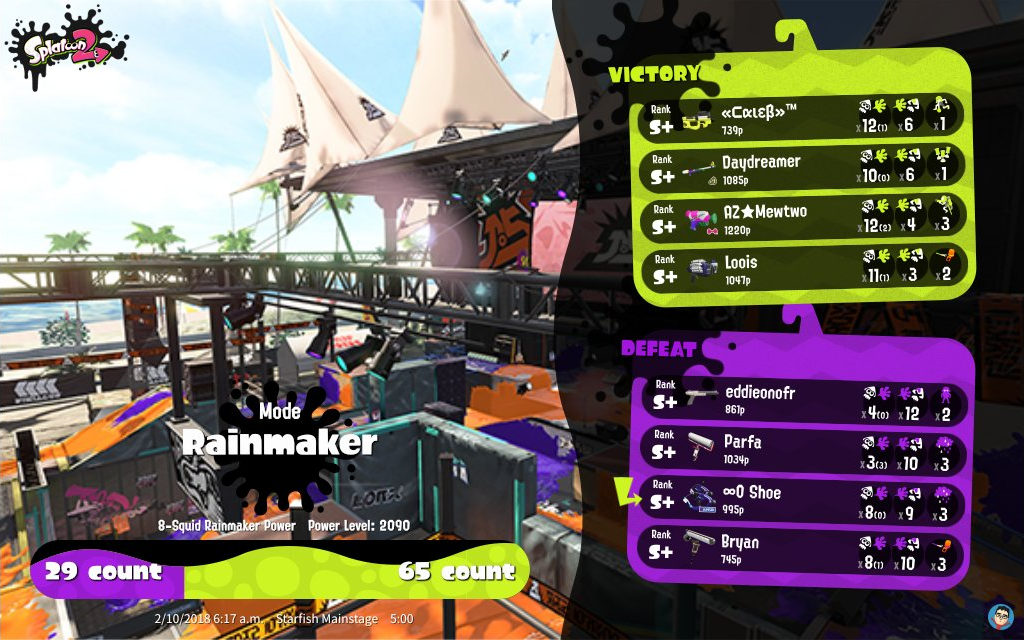 Splatoon 2
VICTORY
Rank S+ «Cαιεβ»™ 739p x12(1) x6 x1
Rank S+ Daydreamer 1085p x10(0) x6 x1
Rank S+ AZ★Mewtwo 1220p x12(2) x4 x3
Rank S+ Loois 1047p x11(1) x3 x2
DEFEAT
Rank S+ eddieonofr 861p x4(0) x12 x2
Rank S+ Parfa 1034p x3(3) x10 x3
Rank S+ ∞O Shoe 995p x8(0) x9 x3
Rank S+ Bryan 745p x8(1) x10 x3
Mode
Rainmaker
8-Squid Rainmaker Power Power Level: 2090
29 count 65 count
2/10/2018 6:17 a.m. Starfish Mainstage 5:00